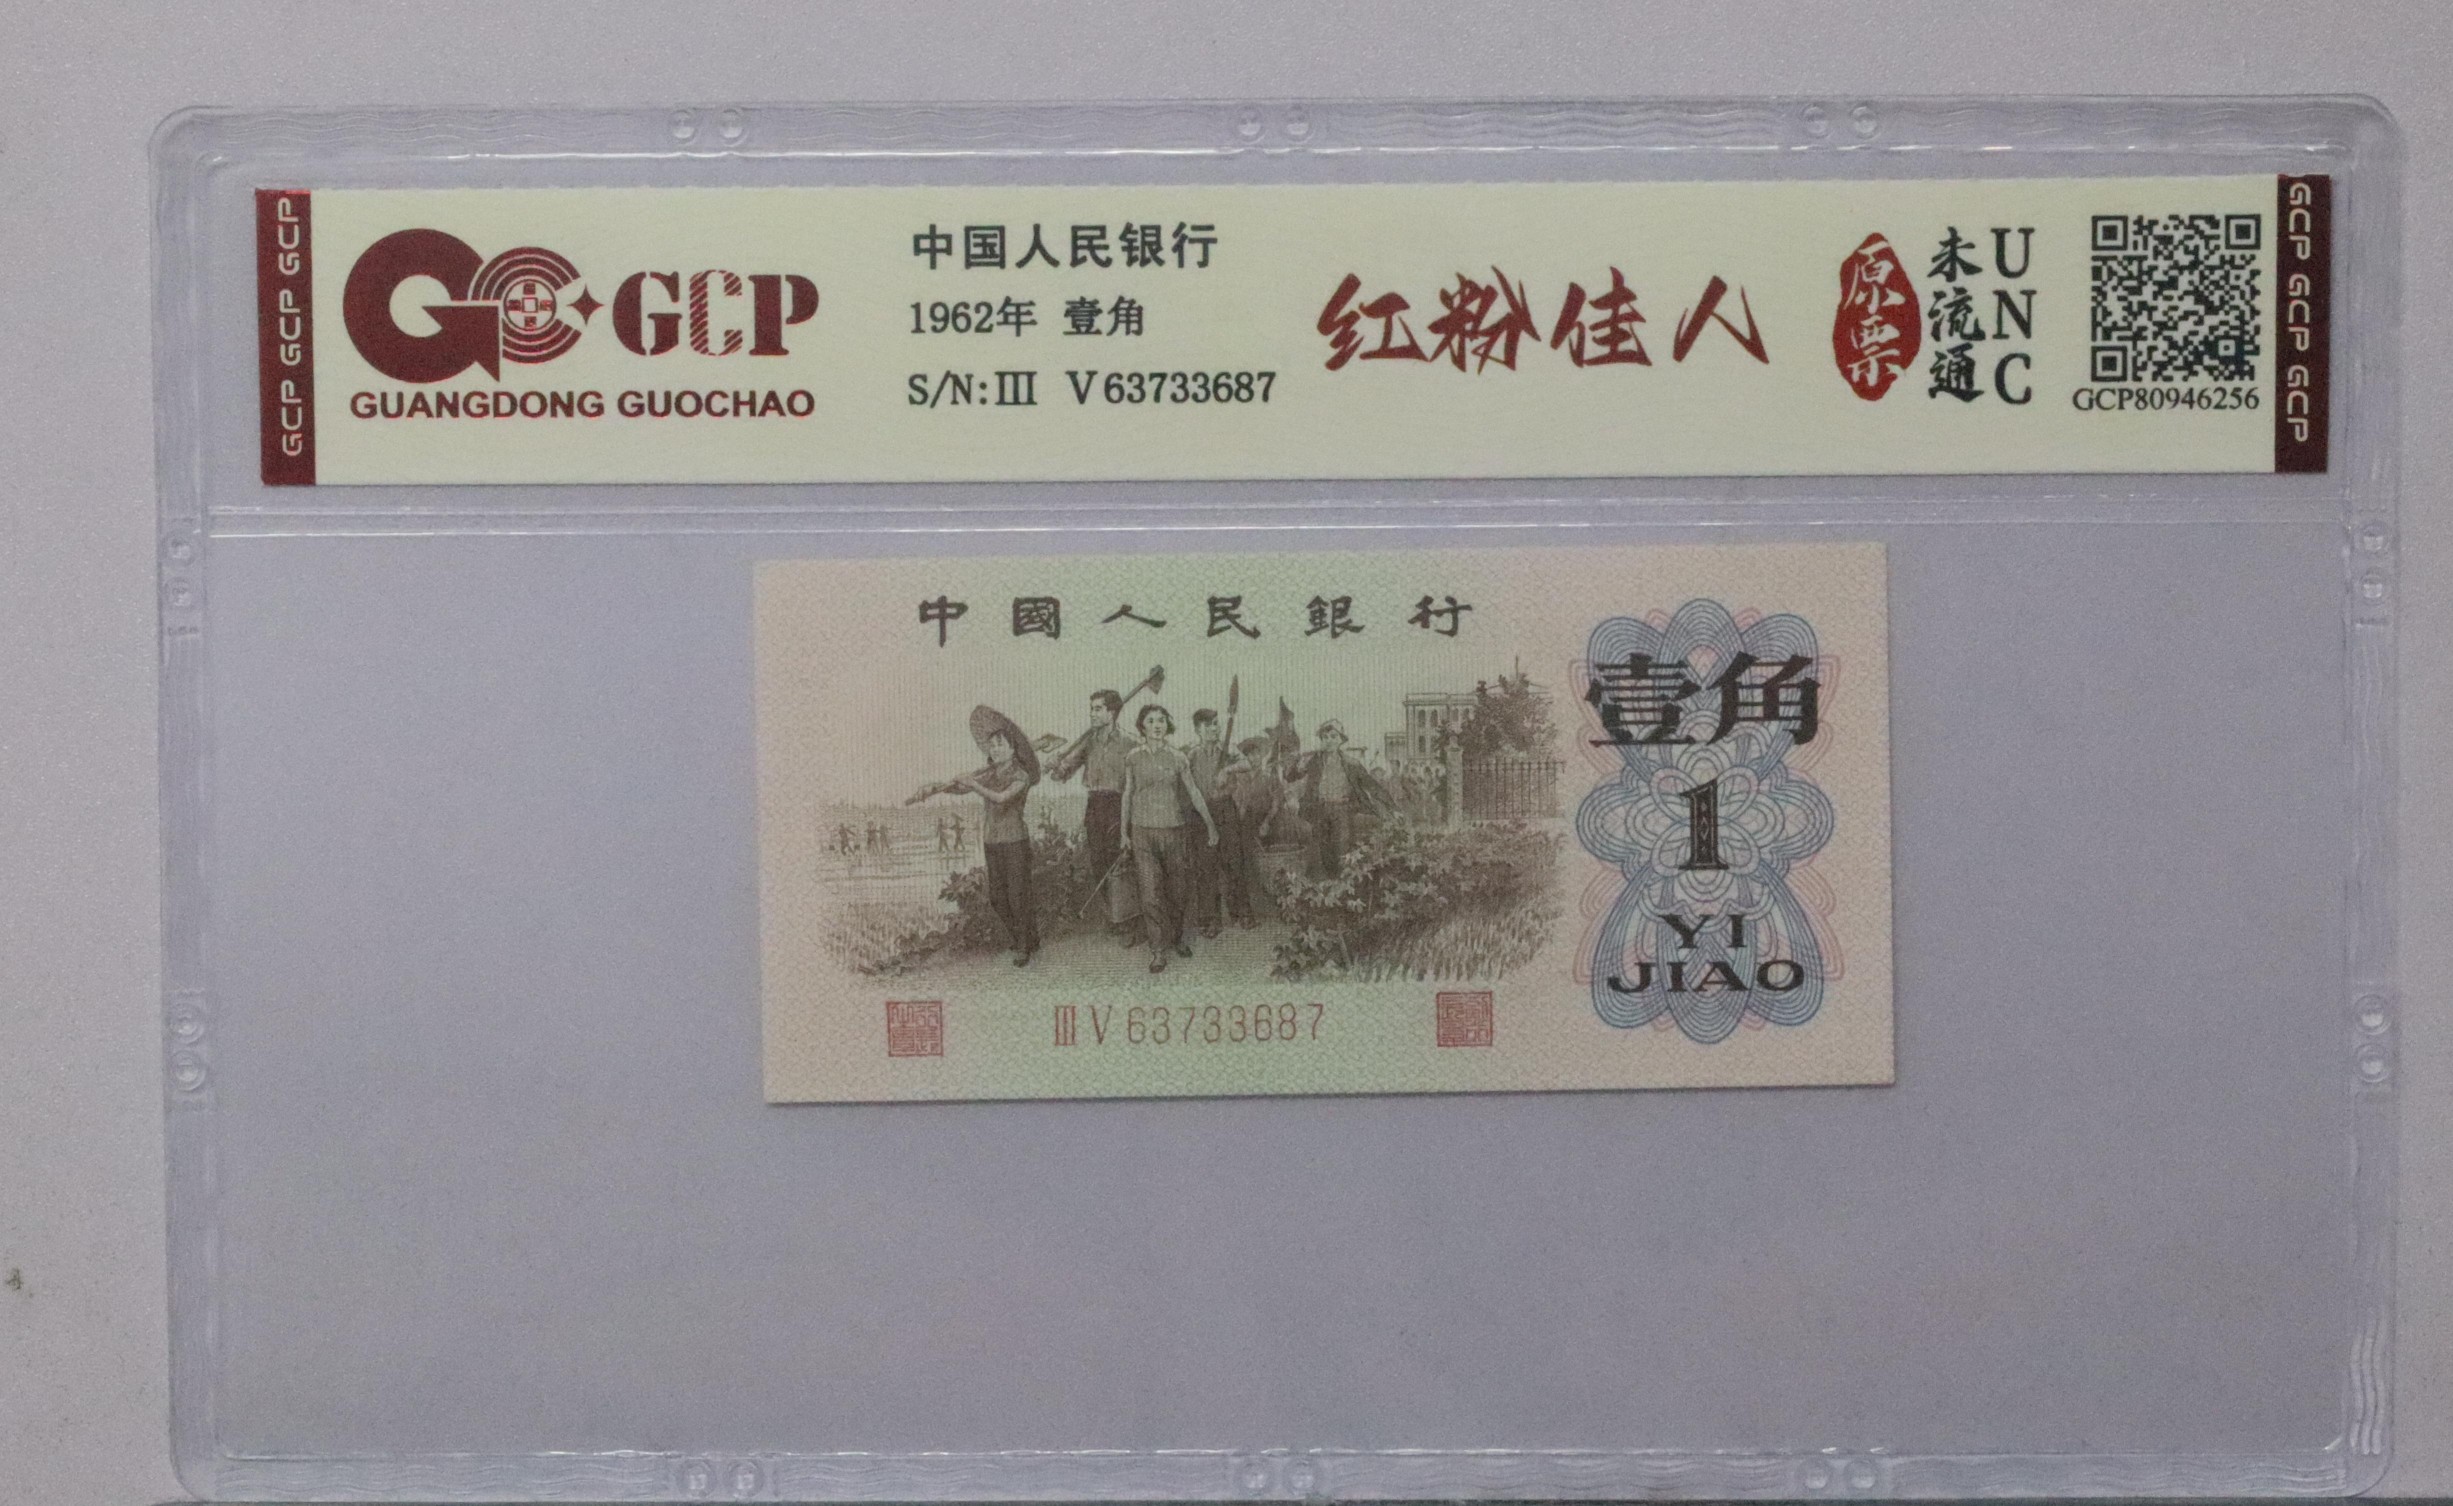 GCP GCP GCP
GCP
GUANGDONG GUOCHAO
中国人民银行
1962年 壹角
S/N:III V63733687
红粉佳人
原票
未流通
UNC
GCP80946256
GCP GCP GCP
中國人民銀行
壹角
1
YI
JIAO
III V 63733687